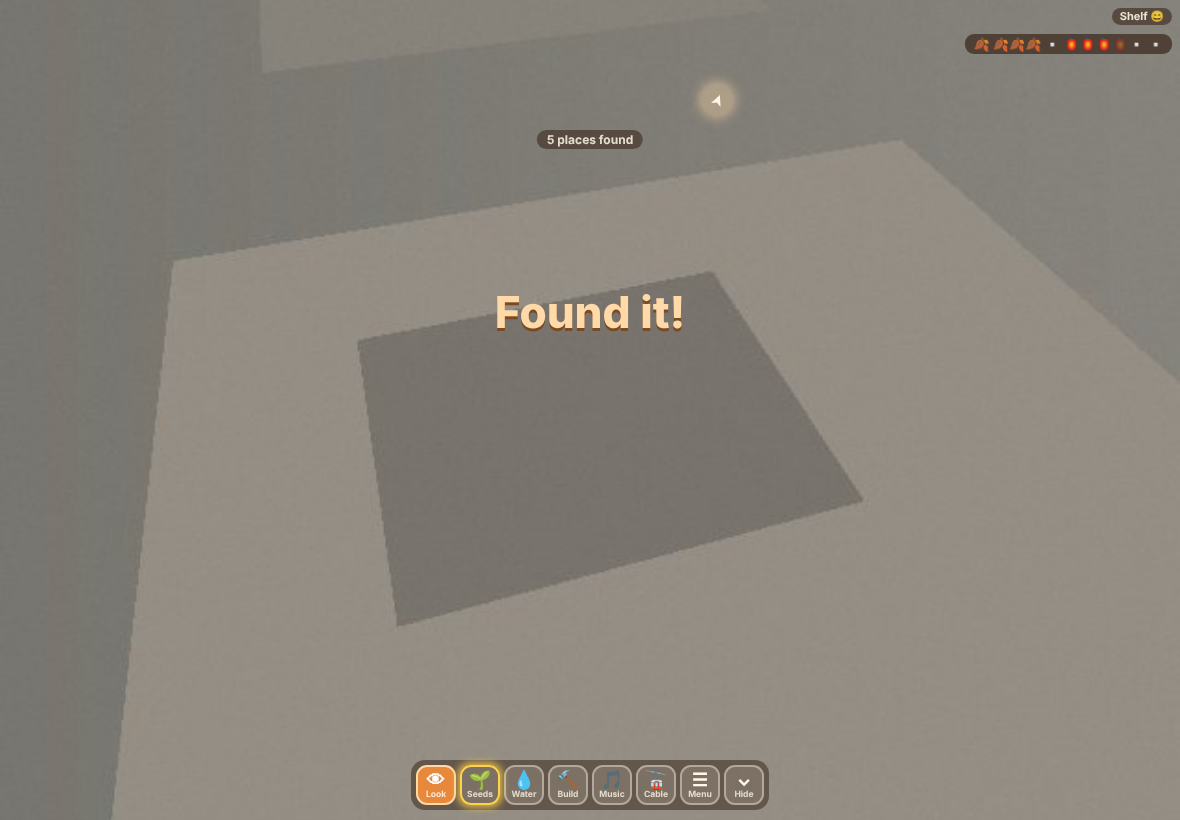 Shelf
5 places found
Found it!
Look
Seeds
Water
Build
Music
Cable
Menu
Hide